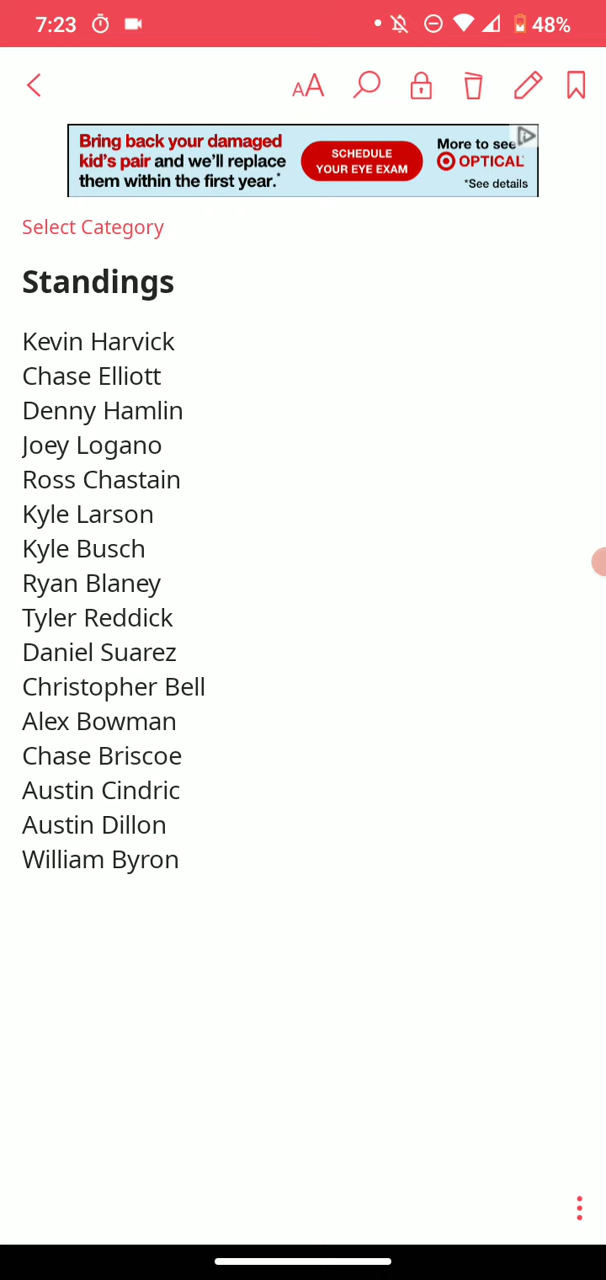 7:23
48%
AA
Bring back your damaged
kid's pair and we'll replace
them within the first year.*
SCHEDULE
YOUR EYE EXAM
More to see
OPTICAL
*See details
Select Category
Standings
Kevin Harvick
Chase Elliott
Denny Hamlin
Joey Logano
Ross Chastain
Kyle Larson
Kyle Busch
Ryan Blaney
Tyler Reddick
Daniel Suarez
Christopher Bell
Alex Bowman
Chase Briscoe
Austin Cindric
Austin Dillon
William Byron